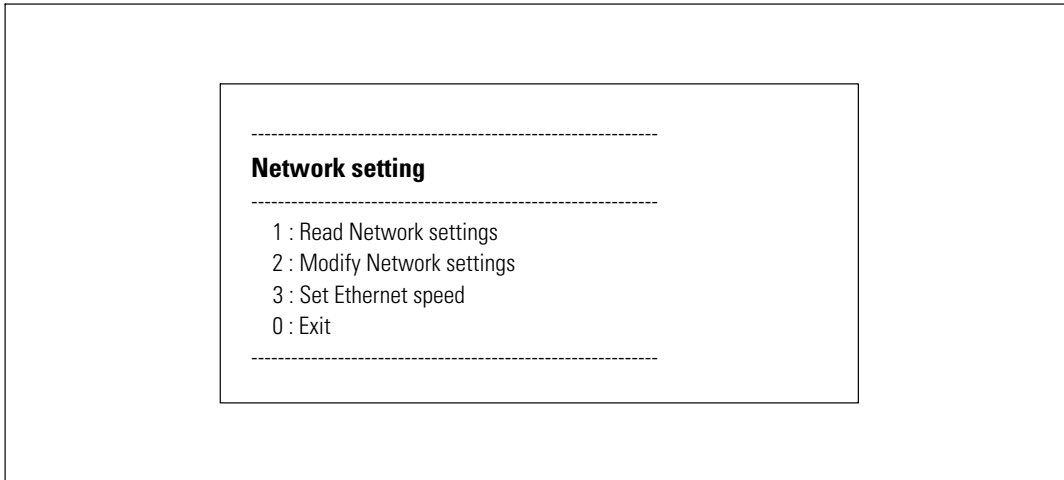 -------------------------------------------------------------
Network setting
-------------------------------------------------------------
1 : Read Network settings
2 : Modify Network settings
3 : Set Ethernet speed
0 : Exit
-------------------------------------------------------------